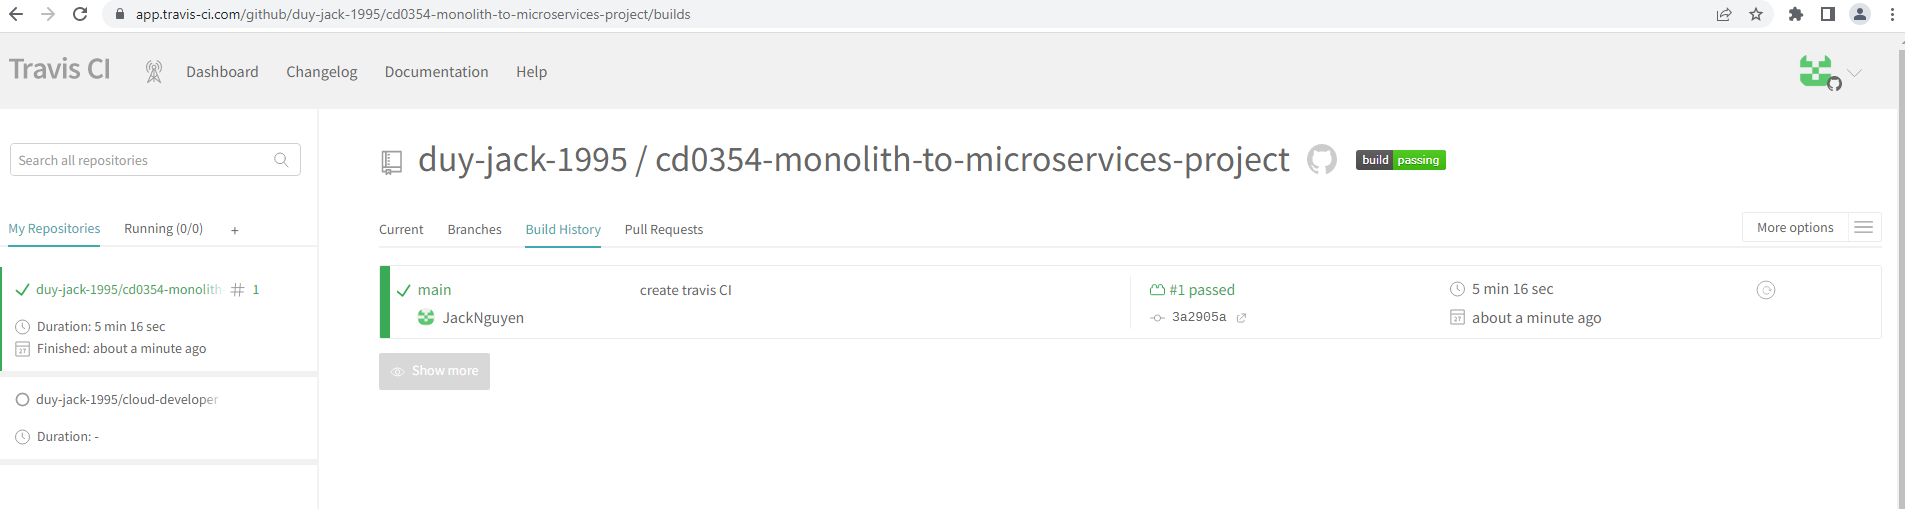 app.travis-ci.com/github/duy-jack-1995/cd0354-monolith-to-microservices-project/builds
Travis CI
Dashboard
Changelog
Documentation
Help
Search all repositories
My Repositories
Running (0/0)
+
duy-jack-1995/cd0354-monolith- # 1
Duration: 5 min 16 sec
Finished: about a minute ago
duy-jack-1995/cloud-developer
Duration: -
duy-jack-1995 / cd0354-monolith-to-microservices-project
build passing
Current
Branches
Build History
Pull Requests
More options
main
create travis CI
JackNguyen
#1 passed
3a2905a
5 min 16 sec
about a minute ago
Show more